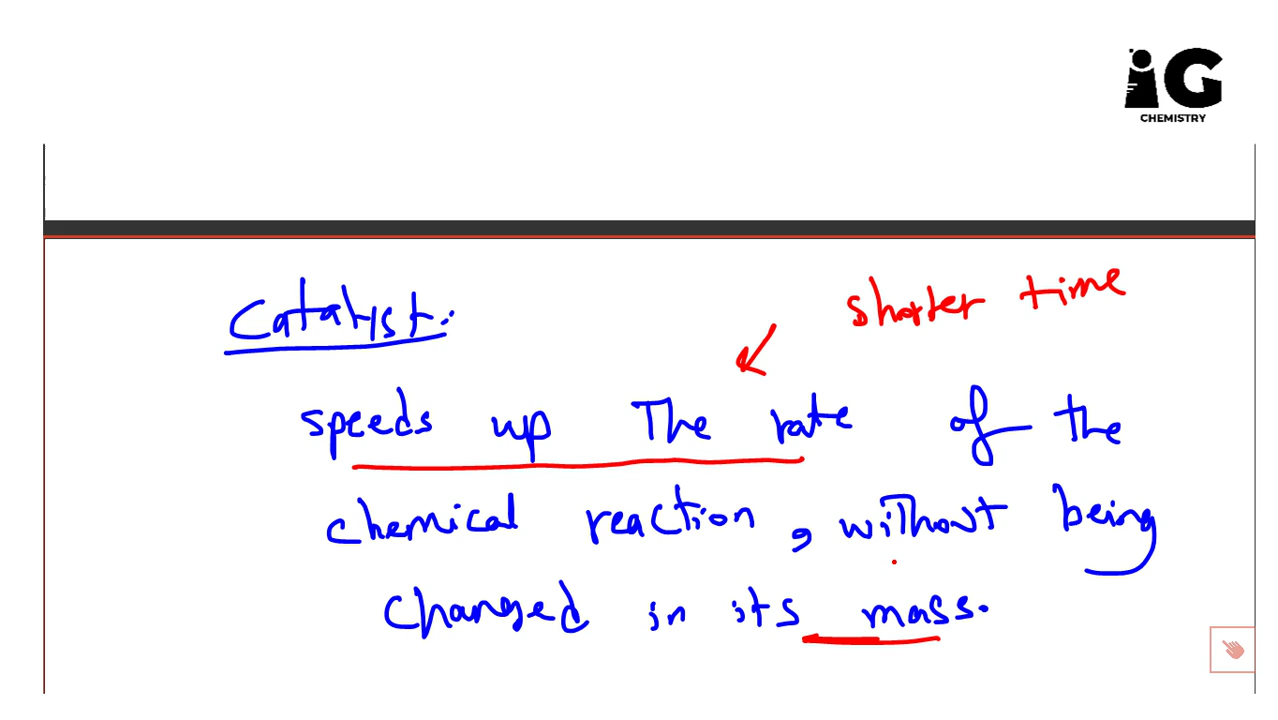 iG
CHEMISTRY
Catalyst:
shorter time
speeds up The rate of the
chemical reaction, without being
changed in its mass.